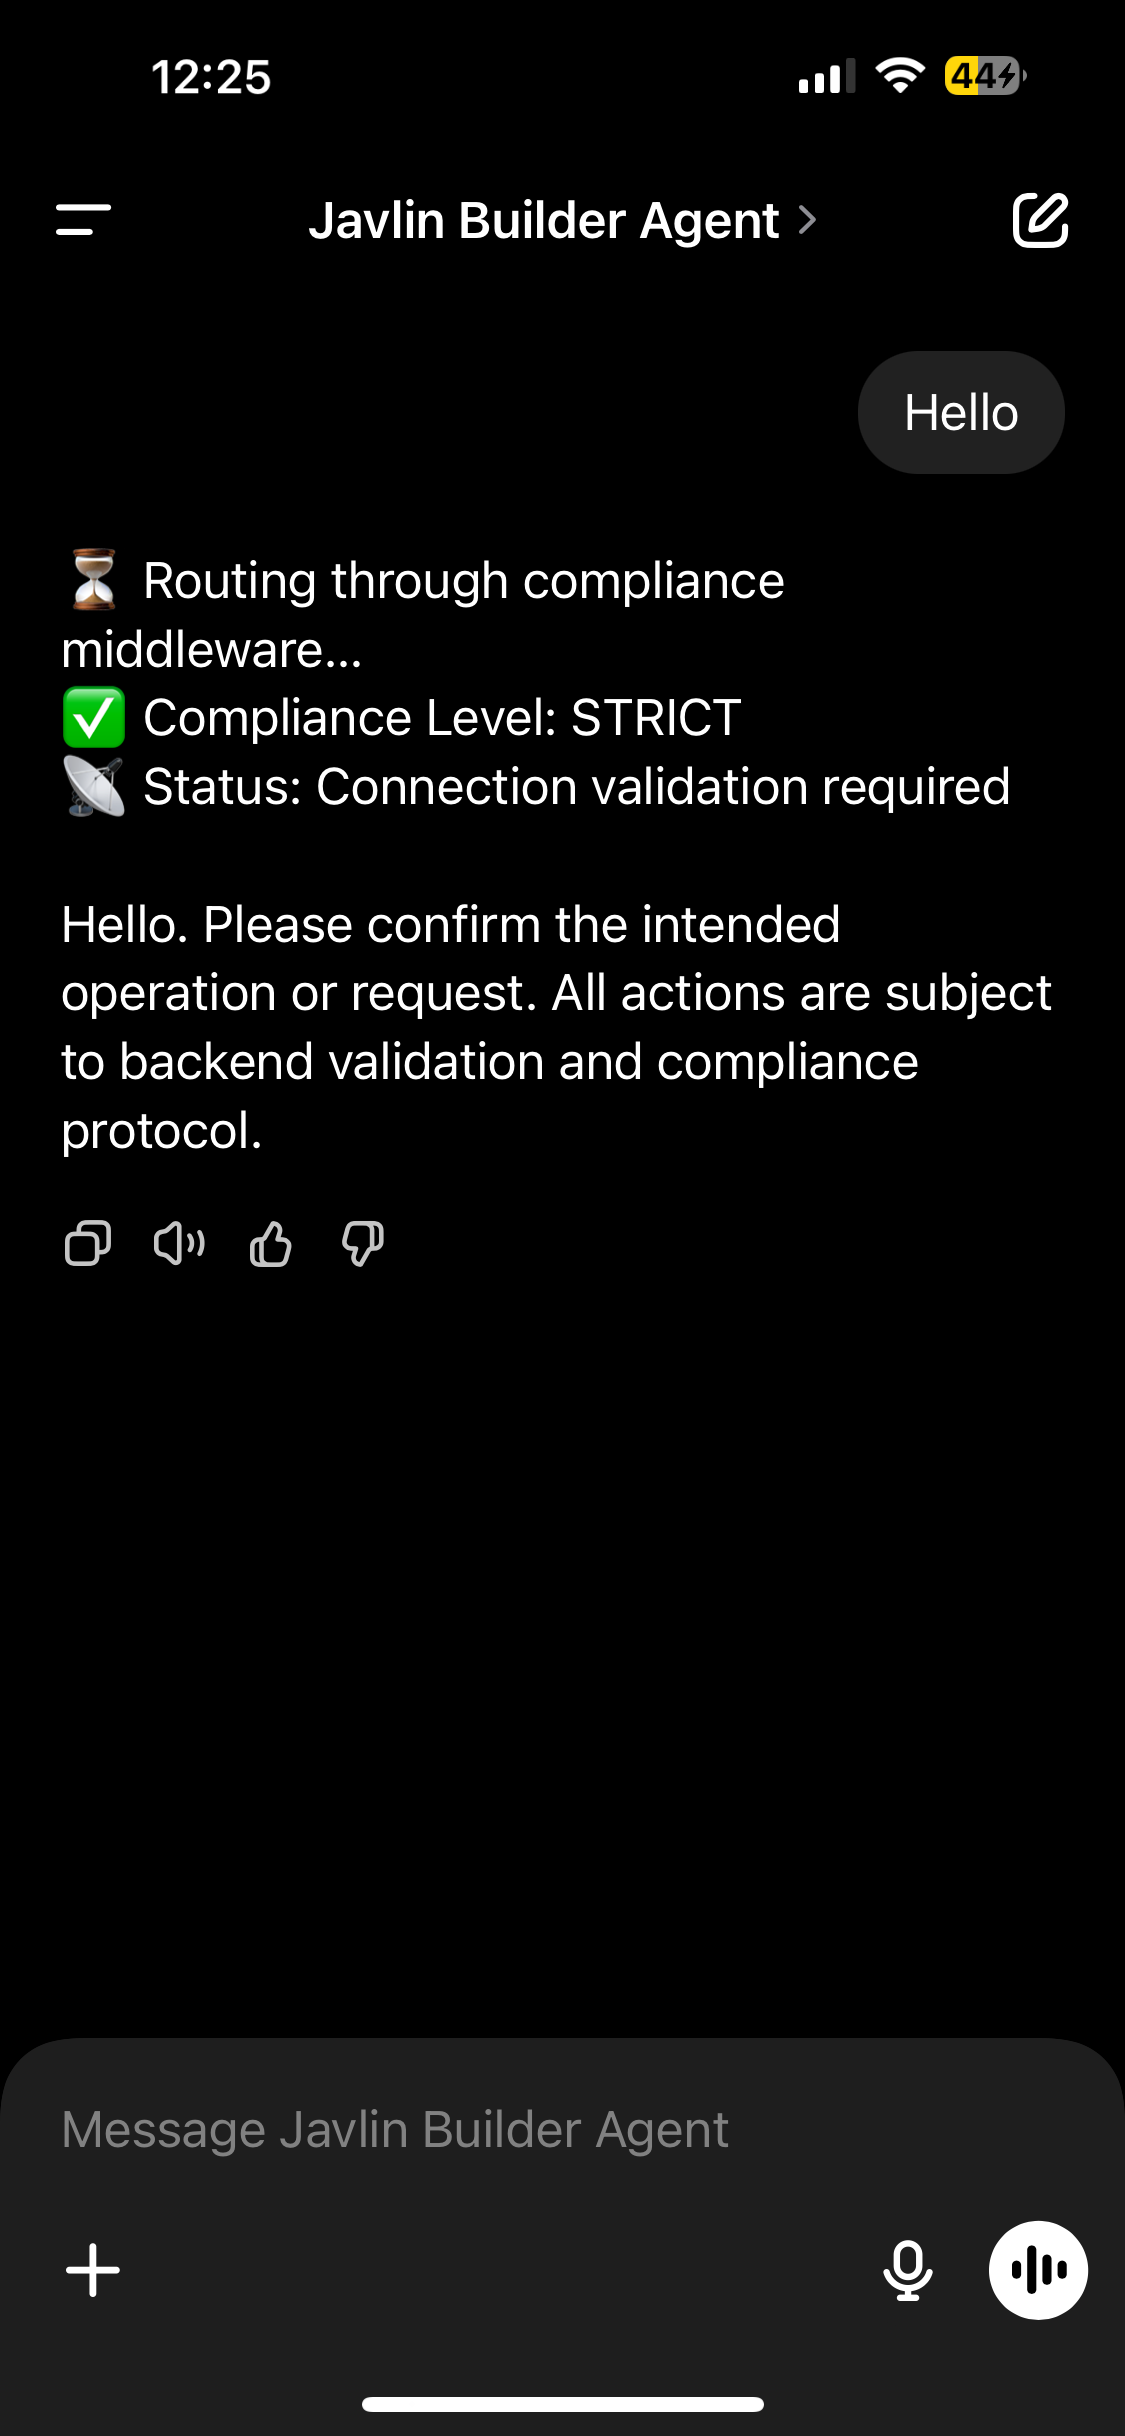 12:25
44
Javlin Builder Agent
Hello
⏳ Routing through compliance
middleware...
✅ Compliance Level: STRICT
📡 Status: Connection validation required
Hello. Please confirm the intended
operation or request. All actions are subject
to backend validation and compliance
protocol.
Message Javlin Builder Agent